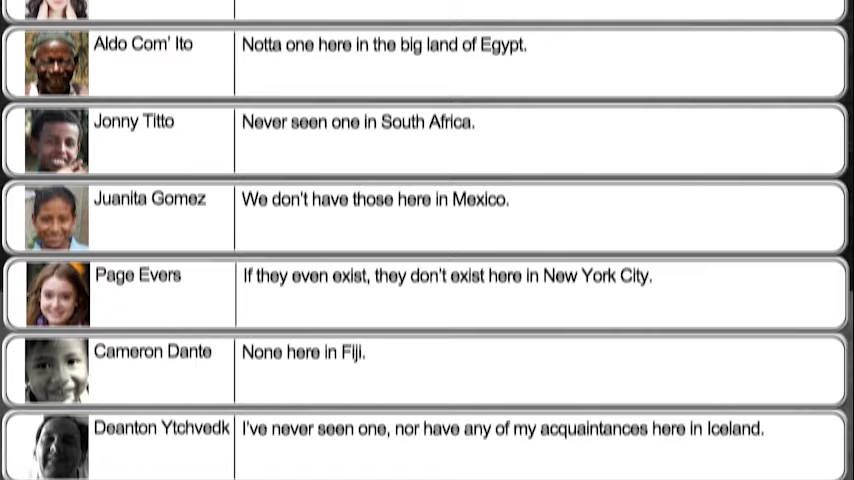 Aldo Com' Ito
Notta one here in the big land of Egypt.
Jonny Titto
Never seen one in South Africa.
Juanita Gomez
We don't have those here in Mexico.
Page Evers
If they even exist, they don't exist here in New York City.
Cameron Dante
None here in Fiji.
Deanton Ytchvedk
I've never seen one, nor have any of my acquaintances here in Iceland.